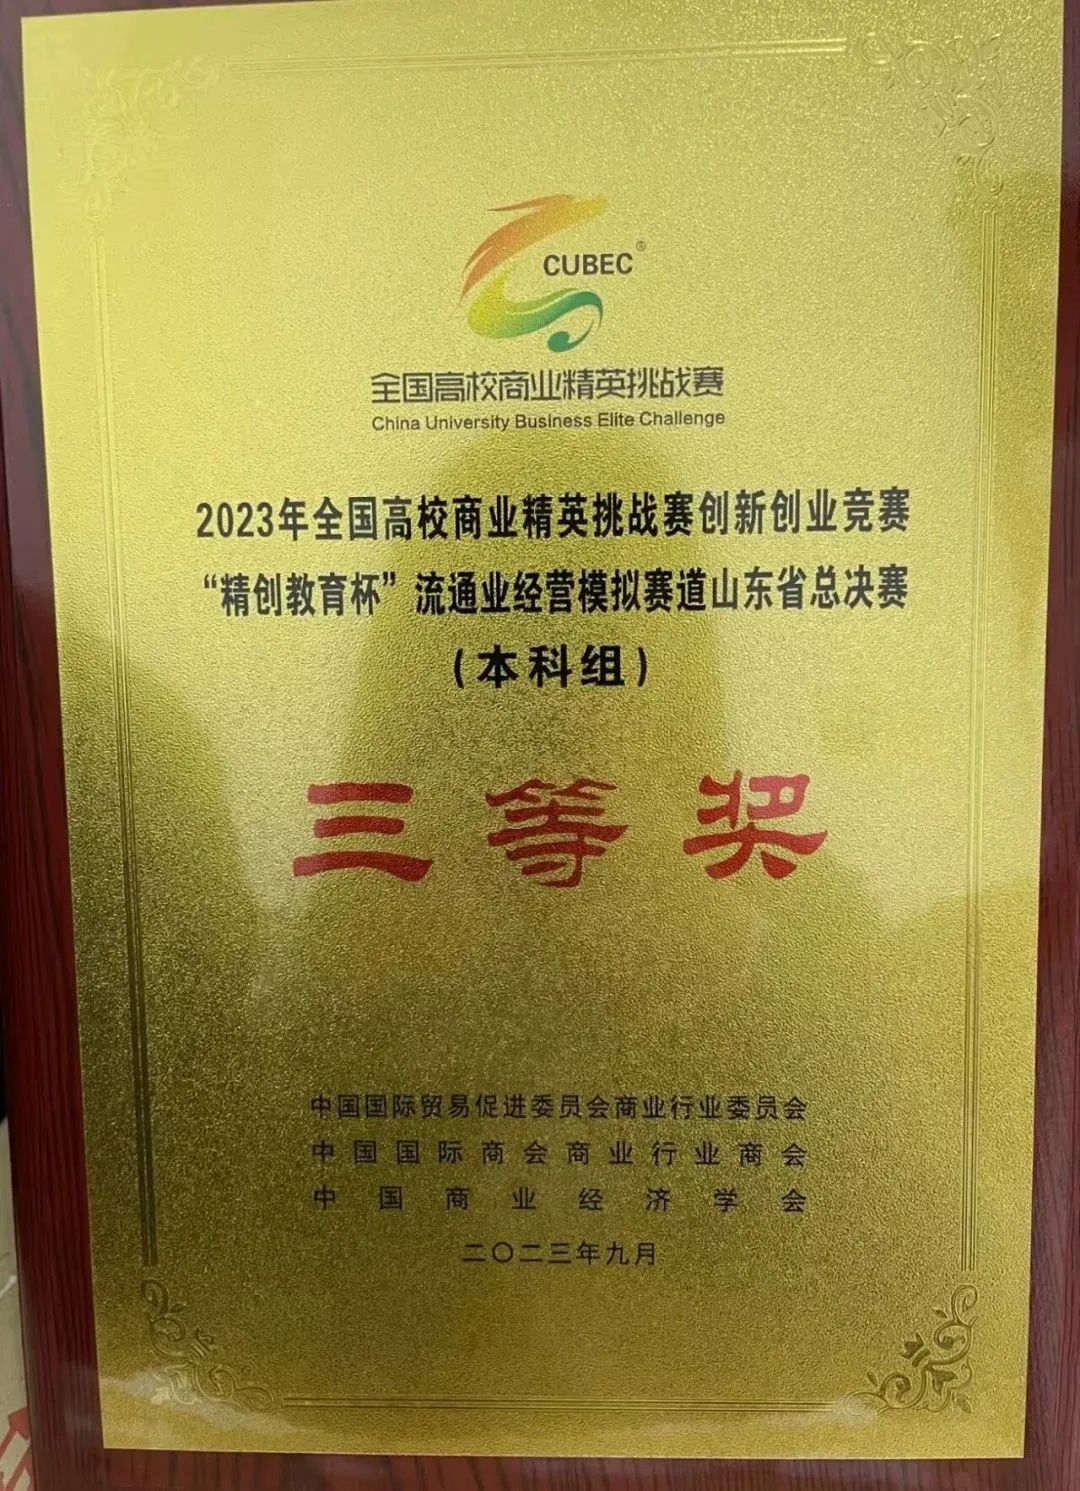 CUBEC®
全国高校商业精英挑战赛
China University Business Elite Challenge
2023年全国高校商业精英挑战赛创新创业竞赛
“精创教育杯”流通业经营模拟赛道山东省总决赛
(本科组)
三等奖
中国国际贸易促进委员会商业行业委员会
中国国际商会商业行业商会
中国商业经济学会
二〇二三年九月